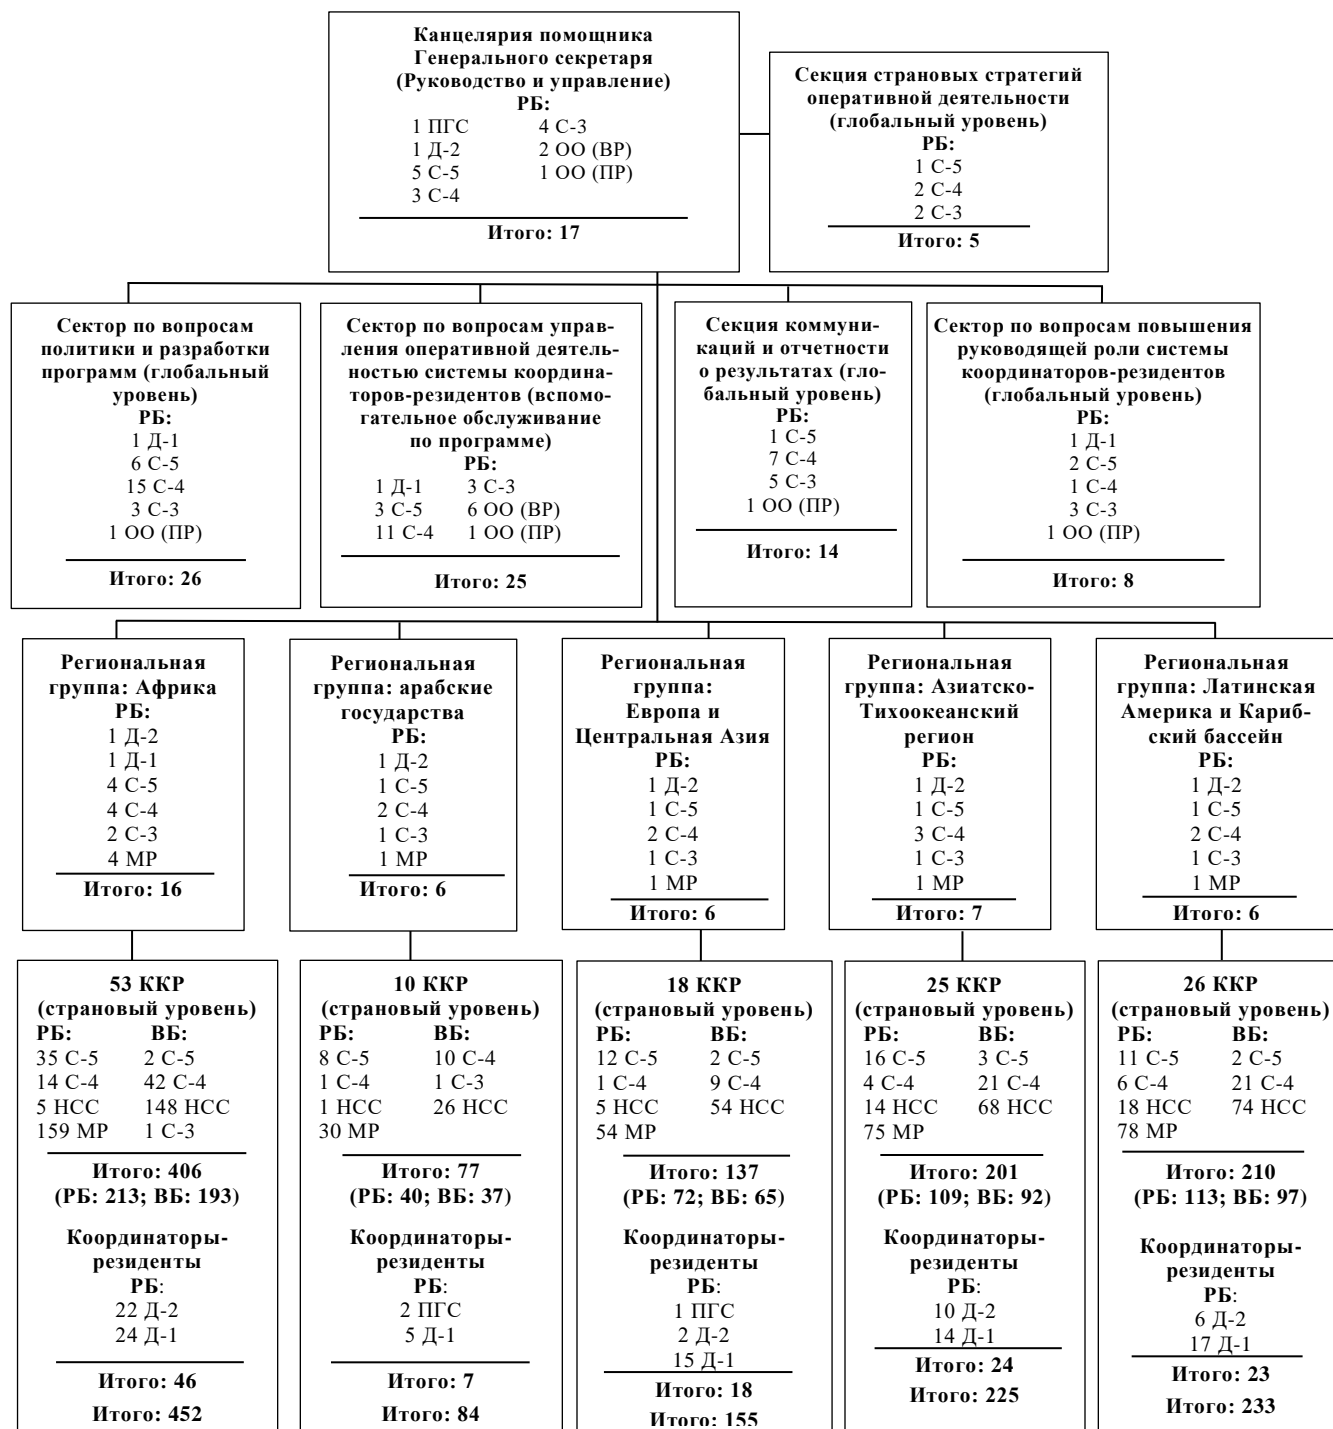 Канцелярия помощника
Генерального секретаря
(Руководство и управление)
РБ:
1 ПГС 4 С-3
1 Д-2 2 ОО (ВР)
5 С-5 1 ОО (ПР)
3 С-4
Итого: 17
Секция страновых стратегий
оперативной деятельности
(глобальный уровень)
РБ:
1 С-5
2 С-4
2 С-3
Итого: 5
Сектор по вопросам
политики и разработки
программ (глобальный
уровень)
РБ:
1 Д-1
6 С-5
15 С-4
3 С-3
1 ОО (ПР)
Итого: 26
Сектор по вопросам управ-
ления оперативной деятель-
ностью системы координа-
торов-резидентов (вспомо-
гательное обслуживание
по программе)
РБ:
1 Д-1 3 С-3
3 С-5 6 ОО (ВР)
11 С-4 1 ОО (ПР)
Итого: 25
Секция коммуни-
каций и отчетности
о результатах (гло-
бальный уровень)
РБ:
1 С-5
7 С-4
5 С-3
1 ОО (ПР)
Итого: 14
Сектор по вопросам повышения
руководящей роли системы
координаторов-резидентов
(глобальный уровень)
РБ:
1 Д-1
2 С-5
1 С-4
3 С-3
1 ОО (ПР)
Итого: 8
Региональная
группа: Африка
РБ:
1 Д-2
1 Д-1
4 С-5
4 С-4
2 С-3
4 МР
Итого: 16
Региональная
группа: арабские
государства
РБ:
1 Д-2
1 С-5
2 С-4
1 С-3
1 МР
Итого: 6
Региональная
группа:
Европа и
Центральная Азия
РБ:
1 Д-2
1 С-5
2 С-4
1 С-3
1 МР
Итого: 6
Региональная
группа: Азиатско-
Тихоокеанский
регион
РБ:
1 Д-2
1 С-5
3 С-4
1 С-3
1 МР
Итого: 7
Региональная
группа: Латинская
Америка и Кариб-
ский бассейн
РБ:
1 Д-2
1 С-5
2 С-4
1 С-3
1 МР
Итого: 6
53 ККР
(страновый уровень)
РБ: ВБ:
35 С-5 2 С-5
14 С-4 42 С-4
5 НСС 148 НСС
159 МР 1 С-3
Итого: 406
(РБ: 213; ВБ: 193)
Координаторы-
резиденты
РБ:
22 Д-2
24 Д-1
Итого: 46
Итого: 452
10 ККР
(страновый уровень)
РБ: ВБ:
8 С-5 10 С-4
1 С-4 1 С-3
1 НСС 26 НСС
30 МР
Итого: 77
(РБ: 40; ВБ: 37)
Координаторы-
резиденты
РБ:
2 ПГС
5 Д-1
Итого: 7
Итого: 84
18 ККР
(страновый уровень)
РБ: ВБ:
12 С-5 2 С-5
1 С-4 9 С-4
5 НСС 54 НСС
54 МР
Итого: 137
(РБ: 72; ВБ: 65)
Координаторы-
резиденты
РБ:
1 ПГС
2 Д-2
15 Д-1
Итого: 18
Итого: 155
25 ККР
(страновый уровень)
РБ: ВБ:
16 С-5 3 С-5
4 С-4 21 С-4
14 НСС 68 НСС
75 МР
Итого: 201
(РБ: 109; ВБ: 92)
Координаторы-
резиденты
РБ:
10 Д-2
14 Д-1
Итого: 24
Итого: 225
26 ККР
(страновый уровень)
РБ: ВБ:
11 С-5 2 С-5
6 С-4 21 С-4
18 НСС 74 НСС
78 МР
Итого: 210
(РБ: 113; ВБ: 97)
Координаторы-
резиденты
РБ:
6 Д-2
17 Д-1
Итого: 23
Итого: 233